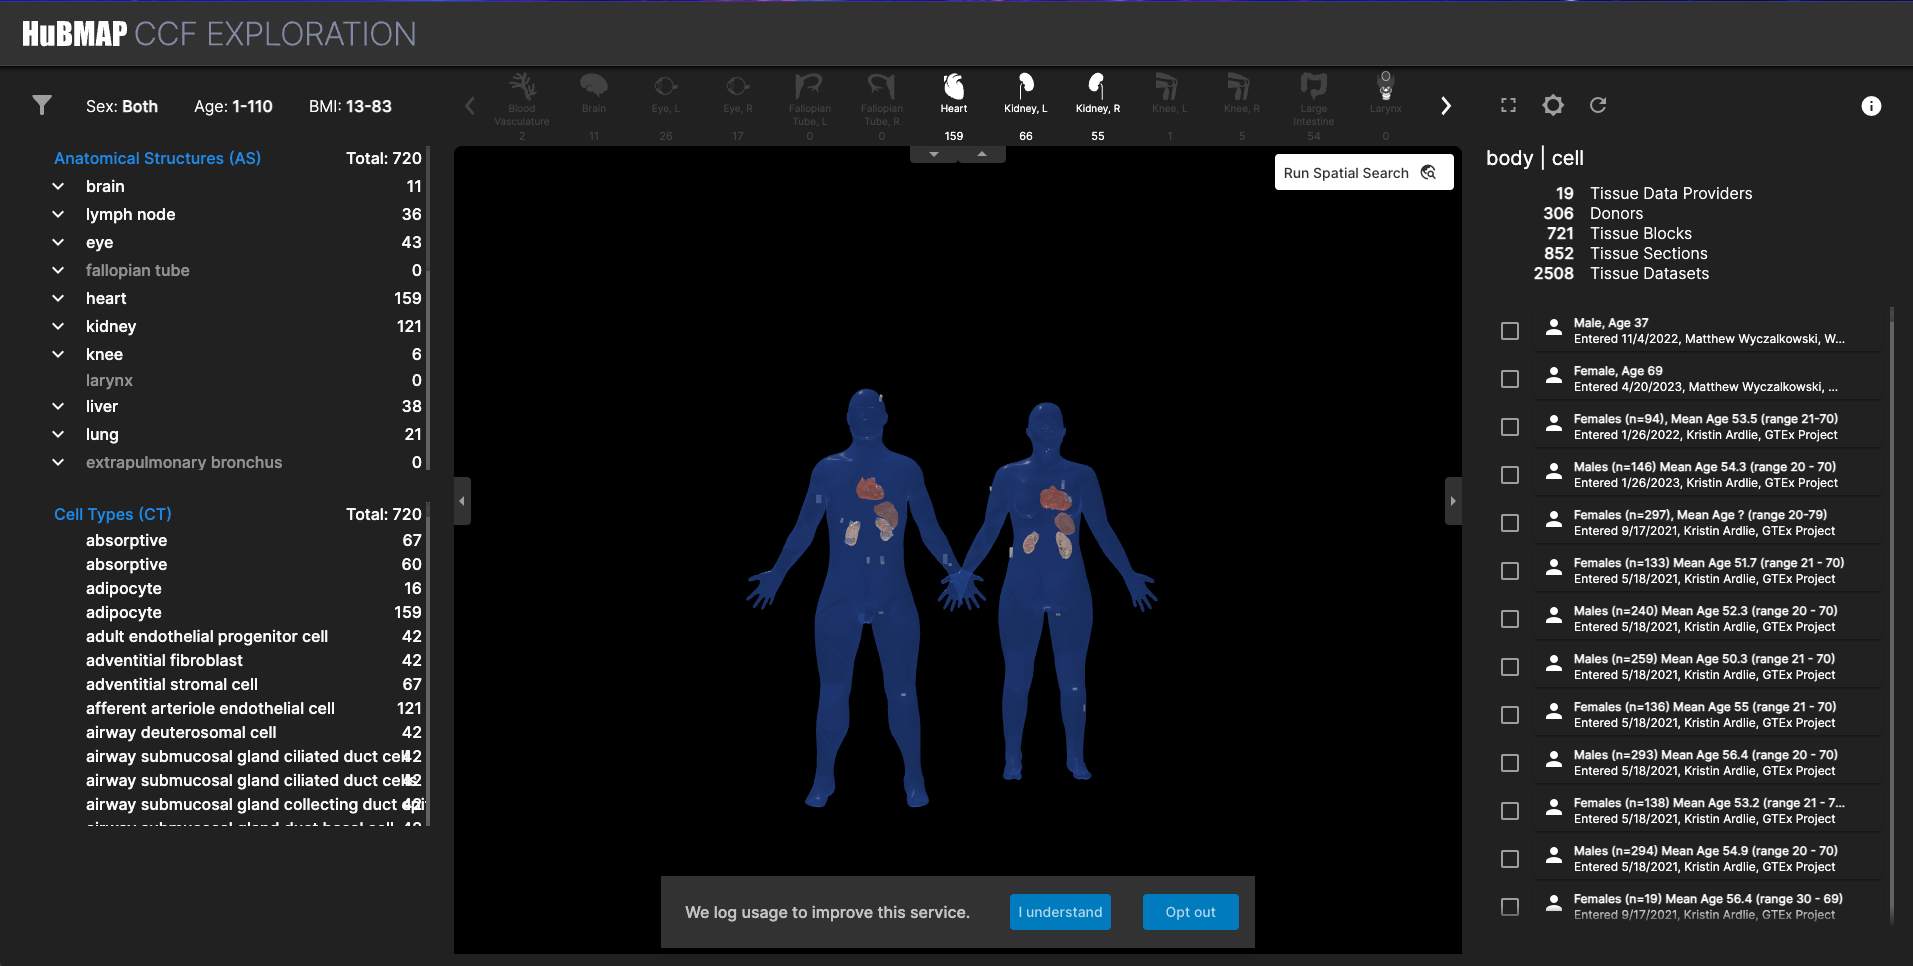 HuBMAP CCF EXPLORATION
Sex: Both Age: 1-110 BMI: 13-83
Blood Vasculature 2
Brain 11
Eye, L 26
Eye, R 17
Fallopian Tube, L 0
Fallopian Tube, R 0
Heart 159
Kidney, L 66
Kidney, R 55
Knee, L 1
Knee, R 5
Large Intestine 54
Larynx 0
Anatomical Structures (AS) Total: 720
brain 11
lymph node 36
eye 43
fallopian tube 0
heart 159
kidney 121
knee 6
larynx 0
liver 38
lung 21
extrapulmonary bronchus 0
Cell Types (CT) Total: 720
absorptive 67
absorptive 60
adipocyte 16
adipocyte 159
adult endothelial progenitor cell 42
adventitial fibroblast 42
adventitial stromal cell 67
afferent arteriole endothelial cell 121
airway deuterosomal cell 42
airway submucosal gland ciliated duct cell 42
airway submucosal gland ciliated duct cells 42
airway submucosal gland collecting duct epi 42
airway submucosal gland duct basal cell 42
Run Spatial Search
We log usage to improve this service.
I understand
Opt out
body | cell
19 Tissue Data Providers
306 Donors
721 Tissue Blocks
852 Tissue Sections
2508 Tissue Datasets
Male, Age 37
Entered 11/4/2022, Matthew Wyczalkowski, W...
Female, Age 69
Entered 4/20/2023, Matthew Wyczalkowski, ...
Females (n=94), Mean Age 53.5 (range 21-70)
Entered 1/26/2022, Kristin Ardlie, GTEx Project
Males (n=146) Mean Age 54.3 (range 20 - 70)
Entered 1/26/2023, Kristin Ardlie, GTEx Project
Females (n=297), Mean Age ? (range 20-79)
Entered 9/17/2021, Kristin Ardlie, GTEx Project
Females (n=133) Mean Age 51.7 (range 21 - 70)
Entered 5/18/2021, Kristin Ardlie, GTEx Project
Males (n=240) Mean Age 52.3 (range 20 - 70)
Entered 5/18/2021, Kristin Ardlie, GTEx Project
Males (n=259) Mean Age 50.3 (range 21 - 70)
Entered 5/18/2021, Kristin Ardlie, GTEx Project
Females (n=136) Mean Age 55 (range 21 - 70)
Entered 5/18/2021, Kristin Ardlie, GTEx Project
Males (n=293) Mean Age 56.4 (range 20 - 70)
Entered 5/18/2021, Kristin Ardlie, GTEx Project
Females (n=138) Mean Age 53.2 (range 21 - 7...
Entered 5/18/2021, Kristin Ardlie, GTEx Project
Males (n=294) Mean Age 54.9 (range 20 - 70)
Entered 5/18/2021, Kristin Ardlie, GTEx Project
Females (n=19) Mean Age 56.4 (range 30 - 69)
Entered 9/17/2021, Kristin Ardlie, GTEx Project